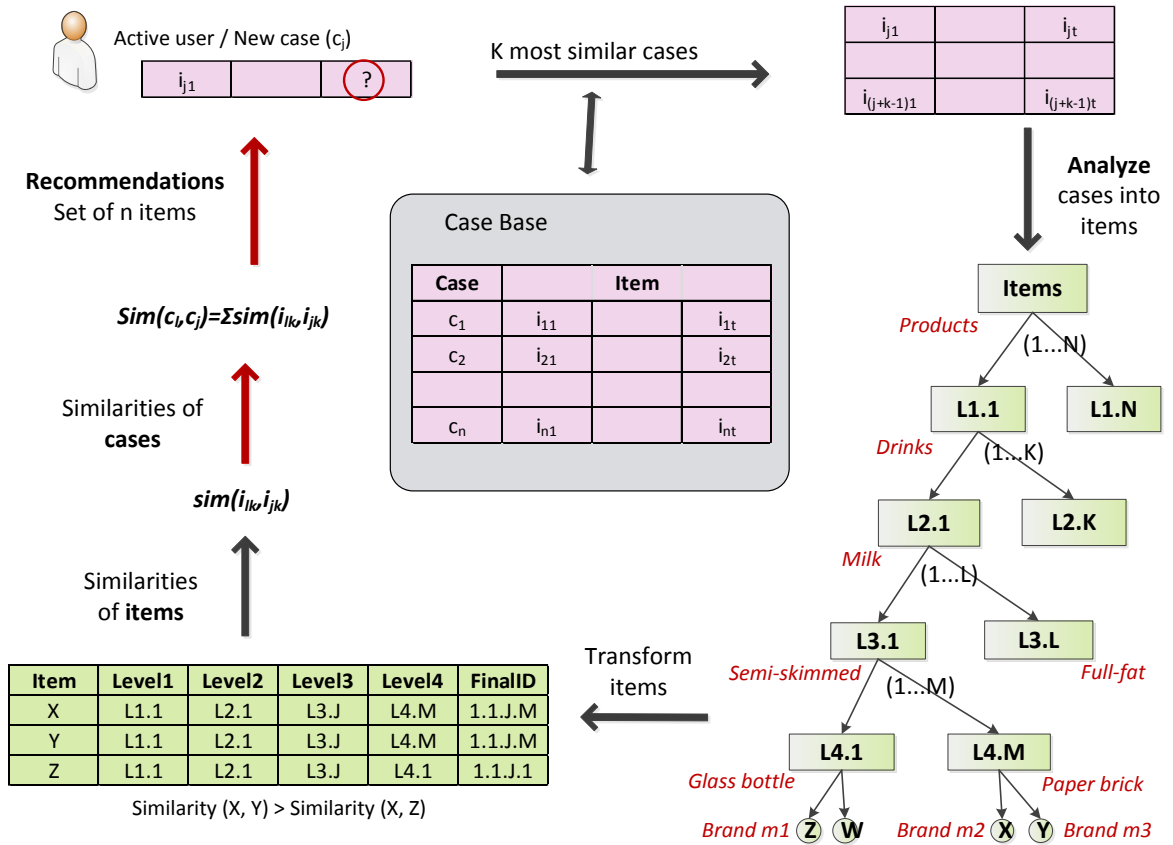 Active user / New case (cj)
ij1 ?
K most similar cases
ij1 ijt
i(j+k-1)1 i(j+k-1)t
Analyze
cases into
items
Recommendations
Set of n items
Case Base
Case Item
c1 i11 i1t
c2 i21 i2t
cn in1 int
Sim(cl,cj)=Σsim(ilk,ijk)
Similarities of
cases
sim(ilk,ijk)
Similarities
of items
Items
Products
(1...N)
L1.1 L1.N
Drinks
(1...K)
L2.1 L2.K
Milk
(1...L)
L3.1 L3.L
Semi-skimmed Full-fat
(1...M)
L4.1 L4.M
Glass bottle Paper brick
Brand m1 Z W Brand m2 X Y Brand m3
Transform
items
Item Level1 Level2 Level3 Level4 FinalID
X L1.1 L2.1 L3.J L4.M 1.1.J.M
Y L1.1 L2.1 L3.J L4.M 1.1.J.M
Z L1.1 L2.1 L3.J L4.1 1.1.J.1
Similarity (X, Y) > Similarity (X, Z)